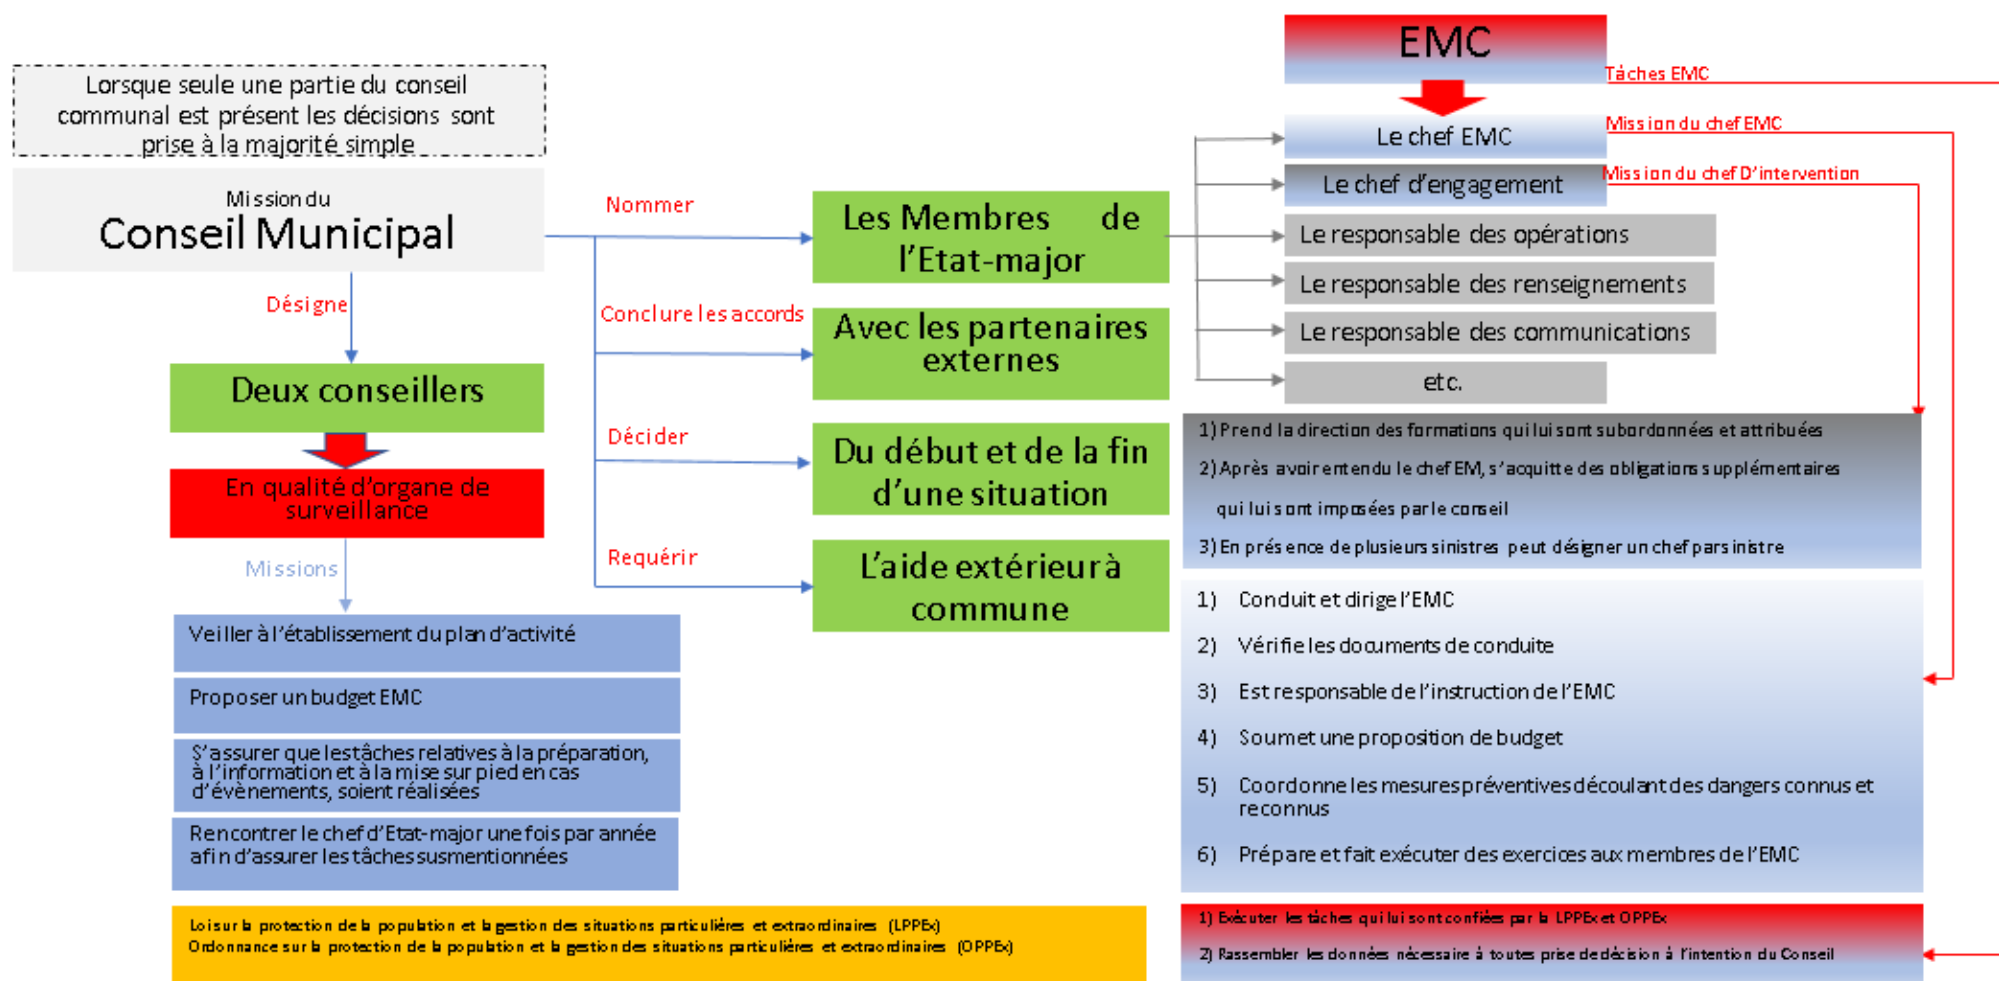 Lorsque seule une partie du conseil
communal est présent les décisions sont
prise à la majorité simple
Mission du
Conseil Municipal
Désigne
Deux conseillers
En qualité d'organe de
surveillance
Missions
Veiller à l'établissement du plan d'activité
Proposer un budget EMC
S'assurer que les tâches relatives à la préparation,
à l'information et à la mise sur pied en cas
d'évènements, soient réalisées
Rencontrer le chef d'Etat-major une fois par année
afin d'assurer les tâches susmentionnées
Loi sur la protection de la population et la gestion des situations particulières et extraordinaires (LPPEx)
Ordonnance sur la protection de la population et la gestion des situations particulières et extraordinaires (OPPEx)
Nommer
Les Membres de
l'Etat-major
Conclure les accords
Avec les partenaires
externes
Décider
Du début et de la fin
d'une situation
Requérir
L'aide extérieur à
commune
EMC
Tâches EMC
Le chef EMC
Mission du chef EMC
Le chef d'engagement
Mission du chef D'intervention
Le responsable des opérations
Le responsable des renseignements
Le responsable des communications
etc.
1) Prend la direction des formations qui lui sont subordonnées et attribuées
2) Après avoir entendu le chef EM, s'acquitte des obligations supplémentaires
qui lui sont imposées par le conseil
3) En présence de plusieurs sinistres peut désigner un chef par sinistre
1) Conduit et dirige l'EMC
2) Vérifie les documents de conduite
3) Est responsable de l'instruction de l'EMC
4) Soumet une proposition de budget
5) Coordonne les mesures préventives découlant des dangers connus et
reconnus
6) Prépare et fait exécuter des exercices aux membres de l'EMC
1) Exécuter les tâches qui lui sont confiées par la LPPEx et OPPEx
2) Rassembler les données nécessaire à toutes prise de décision à l'intention du Conseil